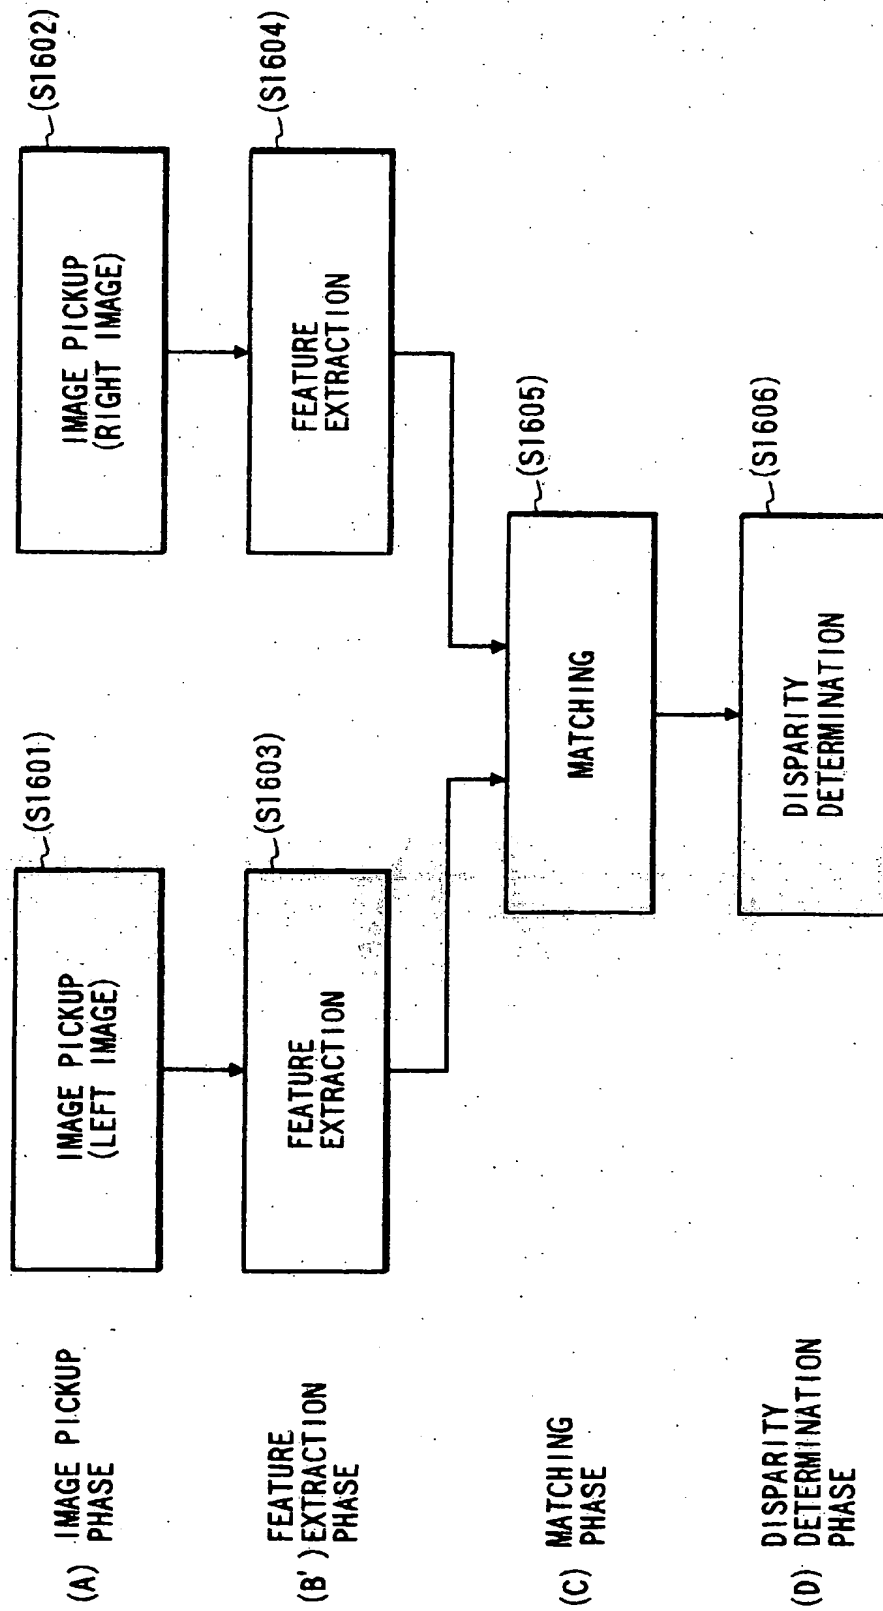 (A) IMAGE PICKUP
PHASE
IMAGE PICKUP
(LEFT IMAGE)
(S1601)
IMAGE PICKUP
(RIGHT IMAGE)
(S1602)
FEATURE
(B') EXTRACTION
PHASE
FEATURE
EXTRACTION
(S1603)
FEATURE
EXTRACTION
(S1604)
(C) MATCHING
PHASE
MATCHING
(S1605)
DISPARITY
(D) DETERMINATION
PHASE
DISPARITY
DETERMINATION
(S1606)